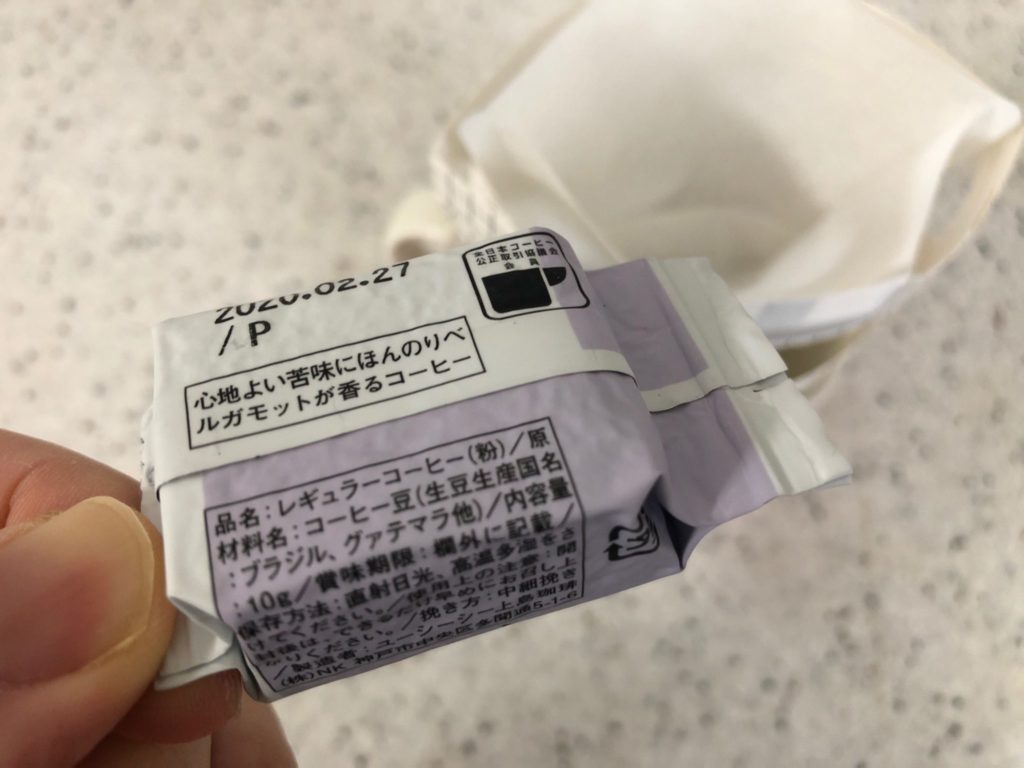 2020.02.27
/P
全日本コーヒー
公正取引協議会
会員
心地よい苦味にほんのりベ
ルガモットが香るコーヒー
品名:レギュラーコーヒー(粉)/原
材料名:コーヒー豆(生豆生産国名
:ブラジル、グァテマラ他)/内容量
:10g/賞味期限:欄外に記載/
保存方法:直射日光、高温多湿をさ
けてください。/使用上の注意:開
封後は、できるだけ早めにお召し上
がりください。/挽き方:中細挽き
/製造者:ユーシーシー上島珈琲
(株)NK 神戸市中央区多聞通5-1-6